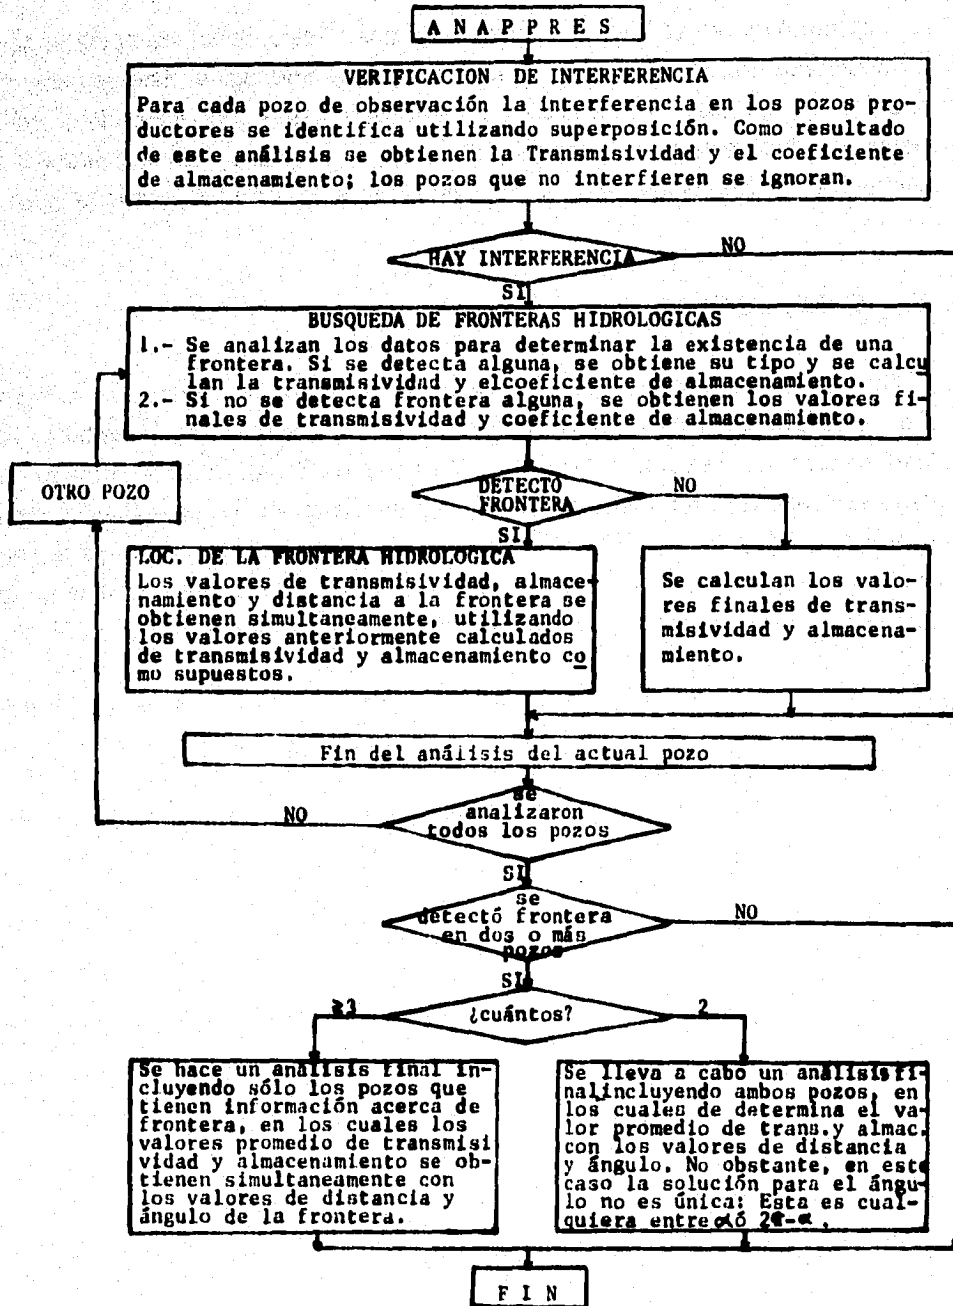 A N A P P R E S
VERIFICACION DE INTERFERENCIA
Para cada pozo de observación la interferencia en los pozos pro-
ductores se identifica utilizando superposición. Como resultado
de este análisis se obtienen la Transmisividad y el coeficiente
de almacenamiento; los pozos que no interfieren se ignoran.
HAY INTERFERENCIA
NO
SI
BUSQUEDA DE FRONTERAS HIDROLOGICAS
1.- Se analizan los datos para determinar la existencia de una
frontera. Si se detecta alguna, se obtiene su tipo y se calcu
lan la transmisividad y elcoeficiente de almacenamiento.
2.- Si no se detecta frontera alguna, se obtienen los valores fi-
nales de transmisividad y coeficiente de almacenamiento.
OTRO POZO
DETECTO
FRONTERA
NO
SI
LOC. DE LA FRONTERA HIDROLOGICA
Los valores de transmisividad, almace-
namiento y distancia a la frontera se
obtienen simultaneamente, utilizando
los valores anteriormente calculados
de transmisividad y almacenamiento co
mo supuestos.
Se calculan los valo-
res finales de trans-
misividad y almacena-
miento.
Fin del análisis del actual pozo
se
analizaron
todos los pozos
NO
SI
se
detectó frontera
en dos o más
pozos
NO
SI
¿cuántos?
≥3
2
Se hace un análisis final in-
cluyendo sólo los pozos que
tienen información acerca de
frontera, en los cuales los
valores promedio de transmisi
vidad y almacenamiento se ob-
tienen simultaneamente con
los valores de distancia y
ángulo de la frontera.
Se lleva a cabo un análisis fi-
nal,incluyendo ambos pozos, en
los cuales de determina el va-
lor promedio de trans.y almac.
con los valores de distancia
y ángulo. No obstante, en este
caso la solución para el ángu-
lo no es única: Esta es cual-
quiera entre α ó
F I N